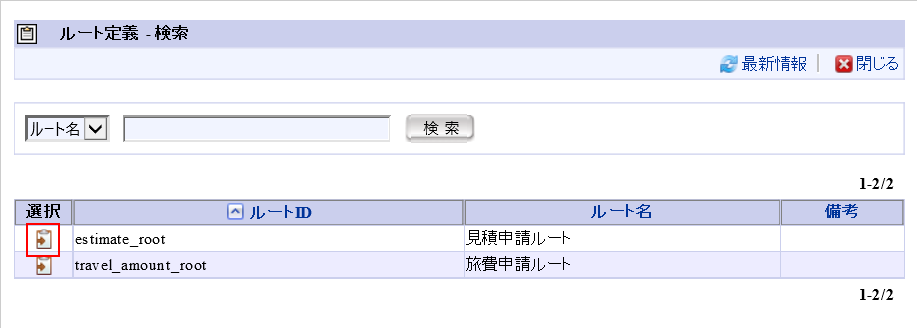 ルート定義 - 検索
最新情報 閉じる
ルート名 検 索
1-2/2
選択 ルートID ルート名 備考
estimate_root 見積申請ルート
travel_amount_root 旅費申請ルート
1-2/2